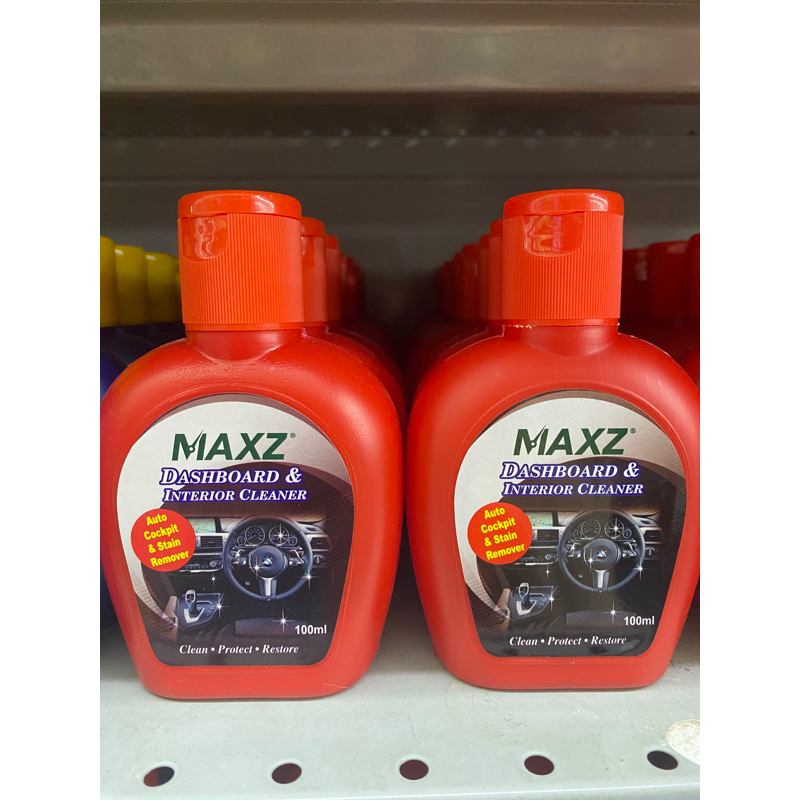 MAXZ®
DASHBOARD &
INTERIOR CLEANER
Auto
Cockpit
& Stain
Remover
100ml
Clean • Protect • Restore
MAXZ®
DASHBOARD &
INTERIOR CLEANER
Auto
Cockpit
& Stain
Remover
100ml
Clean • Protect • Restore